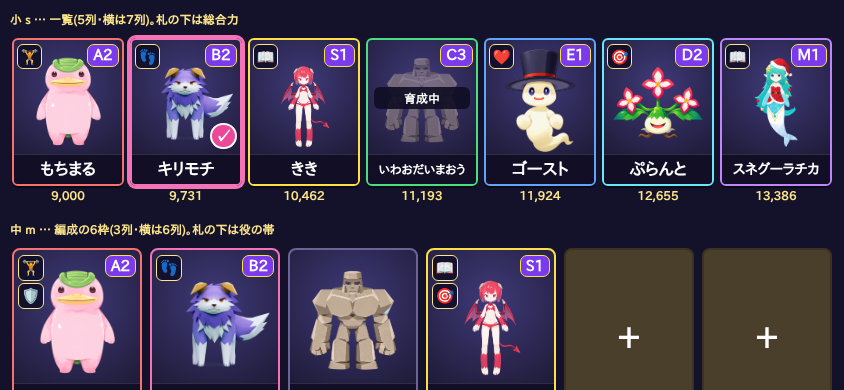 小 s … 一覧(5列・横は7列)。札の下は総合力
A2
B2
S1
C3
E1
D2
M1
育成中
もちまる
キリモチ
きき
いわおだいまおう
ゴースト
ぷらんと
スネグーラチカ
9,000
9,731
10,462
11,193
11,924
12,655
13,386
中 m … 編成の6枠(3列・横は6列)。札の下は役の帯
A2
B2
S1
+
+